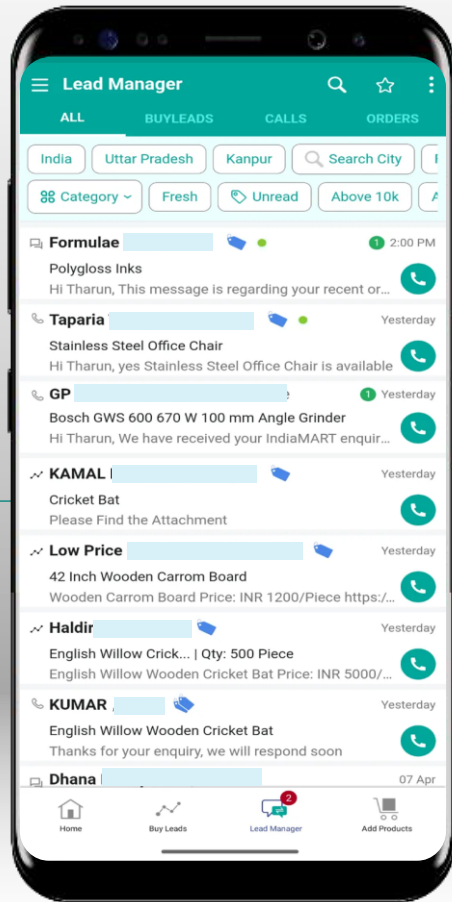 Lead Manager
ALL BUYLEADS CALLS ORDERS
India Uttar Pradesh Kanpur Search City
Category Fresh Unread Above 10k
Formulae 1 2:00 PM
Polygloss Inks
Hi Tharun, This message is regarding your recent or...
Taparia Yesterday
Stainless Steel Office Chair
Hi Tharun, yes Stainless Steel Office Chair is available
GP 1 Yesterday
Bosch GWS 600 670 W 100 mm Angle Grinder
Hi Tharun, We have received your IndiaMART enquir...
KAMAL Yesterday
Cricket Bat
Please Find the Attachment
Low Price Yesterday
42 Inch Wooden Carrom Board
Wooden Carrom Board Price: INR 1200/Piece https:/...
Haldir Yesterday
English Willow Crick... | Qty: 500 Piece
English Willow Wooden Cricket Bat Price: INR 5000/...
KUMAR Yesterday
English Willow Wooden Cricket Bat
Thanks for your enquiry, we will respond soon
Dhana 07 Apr
2
Home Buy Leads Lead Manager Add Products